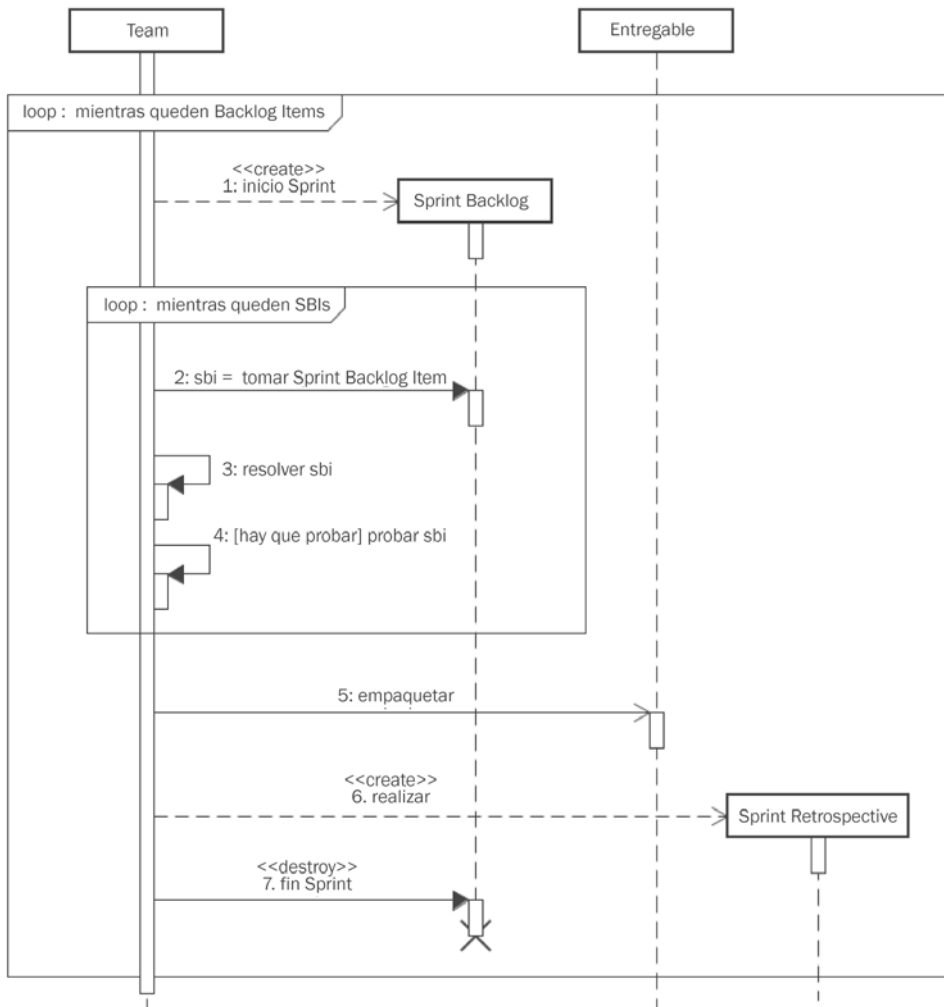 Team
Entregable
loop : mientras queden Backlog Items
<<create>>
1: inicio Sprint
Sprint Backlog
loop : mientras queden SBIs
2: sbi = tomar Sprint Backlog Item
3: resolver sbi
4: [hay que probar] probar sbi
5: empaquetar
<<create>>
6. realizar
Sprint Retrospective
<<destroy>>
7. fin Sprint